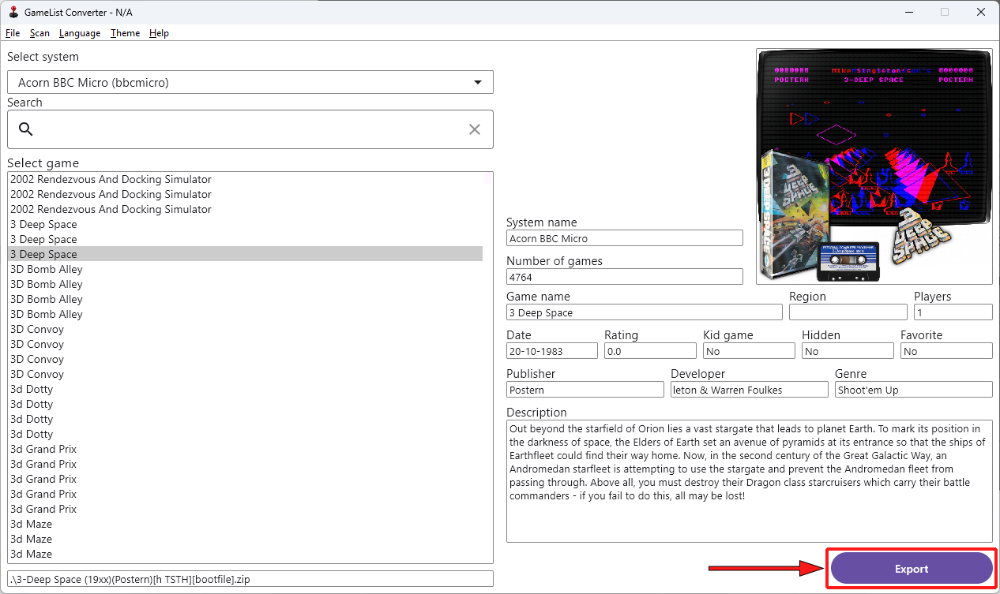 GameList Converter - N/A
File Scan Language Theme Help
Select system
Acorn BBC Micro (bbcmicro)
Search
Select game
2002 Rendezvous And Docking Simulator
2002 Rendezvous And Docking Simulator
2002 Rendezvous And Docking Simulator
3 Deep Space
3 Deep Space
3 Deep Space
3D Bomb Alley
3D Bomb Alley
3D Bomb Alley
3D Bomb Alley
3D Convoy
3D Convoy
3D Convoy
3D Convoy
3d Dotty
3d Dotty
3d Dotty
3d Dotty
3d Grand Prix
3d Grand Prix
3d Grand Prix
3d Grand Prix
3d Grand Prix
3d Maze
3d Maze
3d Maze
.\3-Deep Space (19xx)(Postern)[h TSTH][bootfile].zip
0000000 0000000
POSTERN 3-DEEP SPACE POSTERN
3 DEEP SPACE
3 DEEP SPACE
System name
Acorn BBC Micro
Number of games
4764
Game name Region Players
3 Deep Space 1
Date Rating Kid game Hidden Favorite
20-10-1983 0.0 No No No
Publisher Developer Genre
Postern leton & Warren Foulkes Shoot'em Up
Description
Out beyond the starfield of Orion lies a vast stargate that leads to planet Earth. To mark its position in
the darkness of space, the Elders of Earth set an avenue of pyramids at its entrance so that the ships of
Earthfleet could find their way home. Now, in the second century of the Great Galactic Way, an
Andromedan starfleet is attempting to use the stargate and prevent the Andromedan fleet from
passing through. Above all, you must destroy their Dragon class starcruisers which carry their battle
commanders - if you fail to do this, all may be lost!
Export